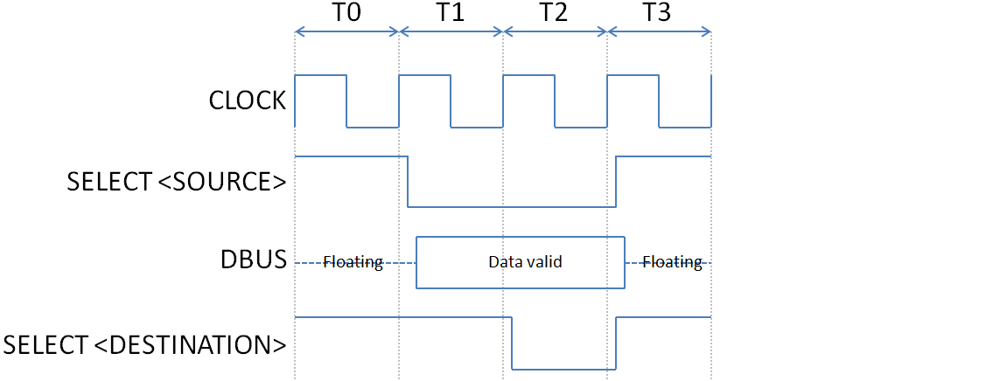 T0 T1 T2 T3
CLOCK
SELECT <SOURCE>
DBUS Floating Data valid Floating
SELECT <DESTINATION>